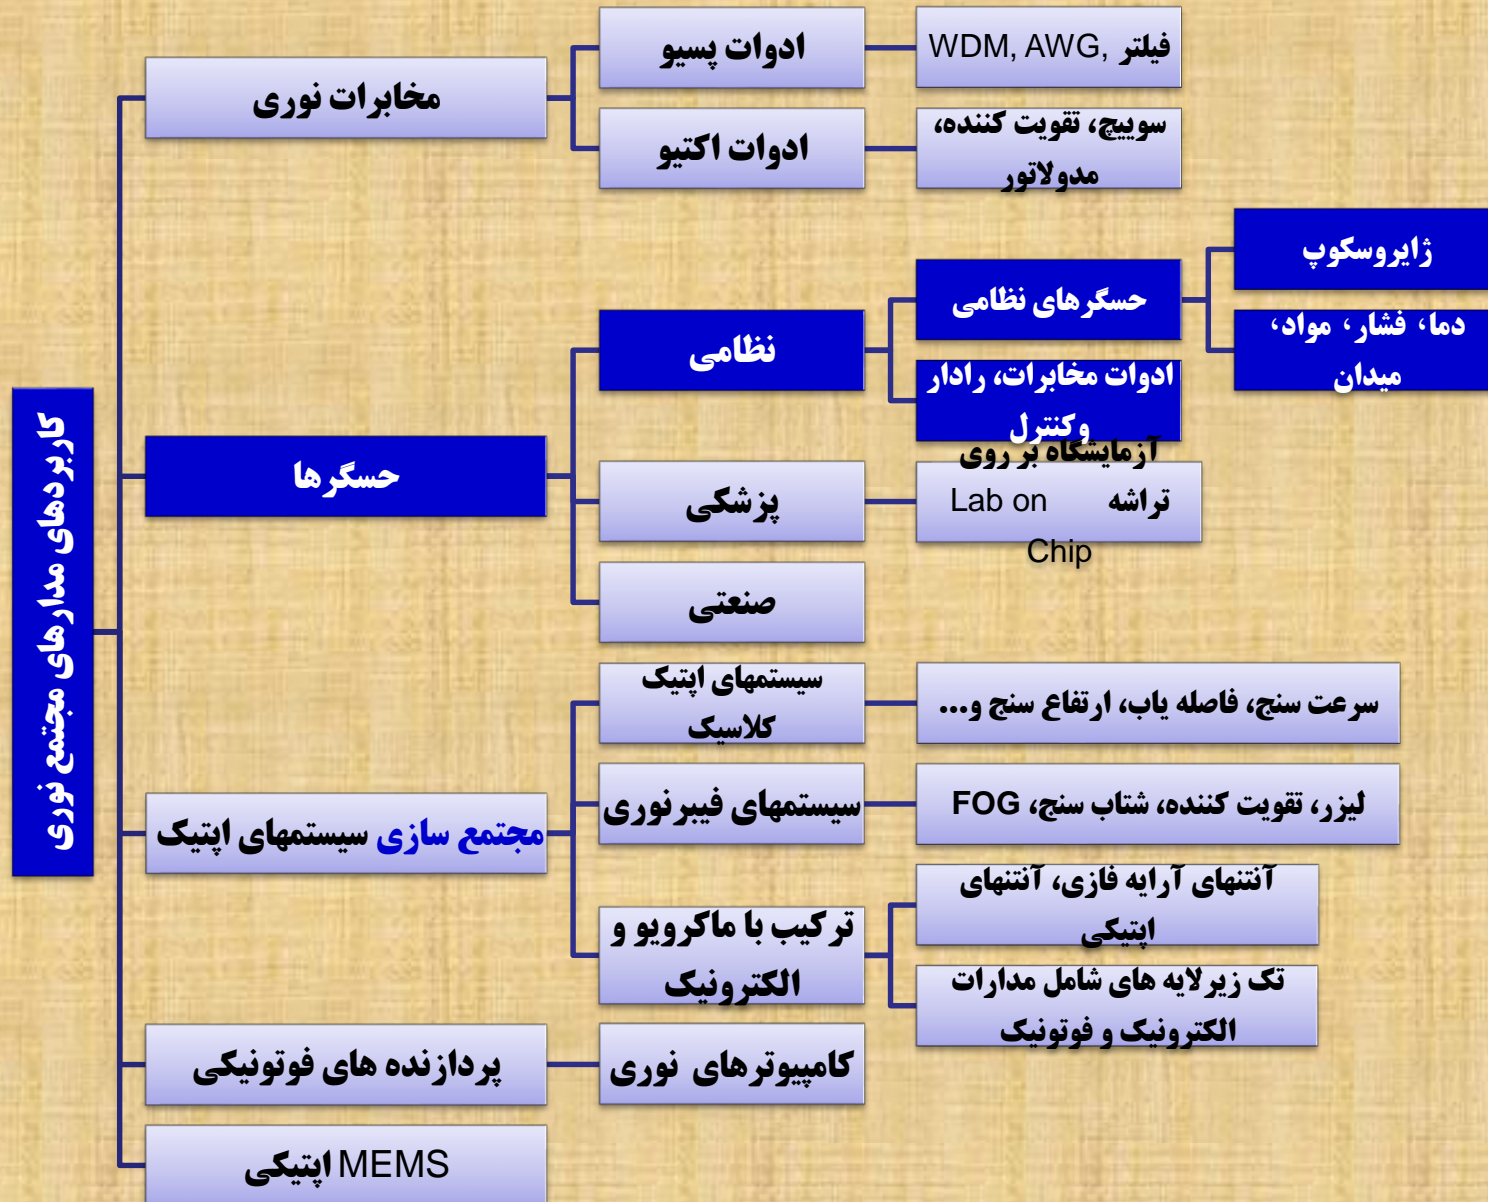 کاربردهای مدارهای مجتمع نوری
مخابرات نوری
ادوات پسیو
WDM, AWG, فیلتر
ادوات اکتیو
سوییچ، تقویت کننده،
مدولاتور
حسگرها
نظامی
حسگرهای نظامی
ژایروسکوپ
دما، فشار، مواد،
میدان
ادوات مخابرات، رادار
وکنترل
پزشکی
آزمایشگاه بر روی
تراشه Lab on
Chip
صنعتی
مجتمع سازی سیستمهای اپتیک
سیستمهای اپتیک
کلاسیک
سرعت سنج، فاصله یاب، ارتفاع سنج و...
سیستمهای فیبرنوری
لیزر، تقویت کننده، شتاب سنج، FOG
ترکیب با ماکرویو و
الکترونیک
آنتنهای آرایه فازی، آنتنهای
اپتیکی
تک زیرلایه های شامل مدارات
الکترونیک و فوتونیک
پردازنده های فوتونیکی
کامپیوترهای نوری
MEMS اپتیکی